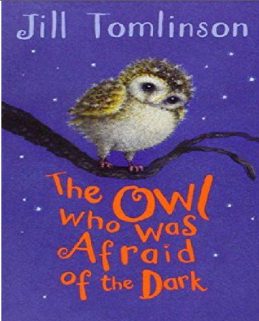 Jill Tomlinson
The Owl
who was
Afraid
of the Dark